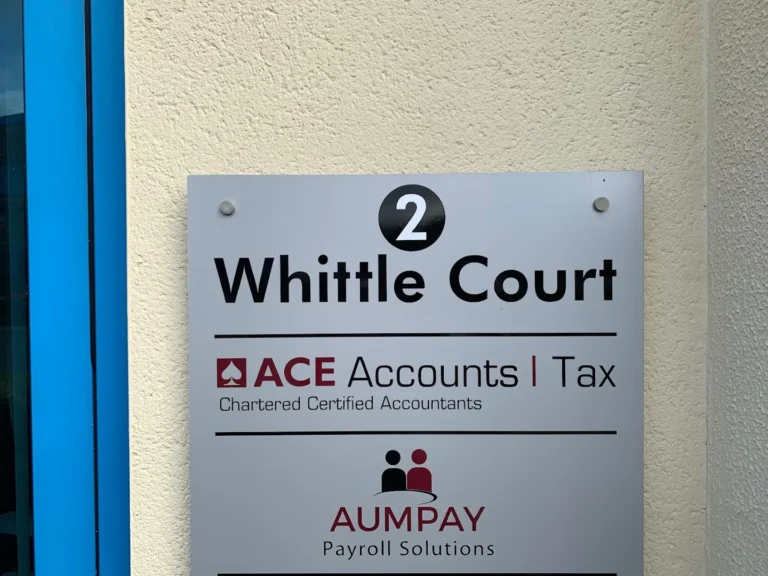 2
Whittle Court
ACE Accounts | Tax
Chartered Certified Accountants
AUMPAY
Payroll Solutions